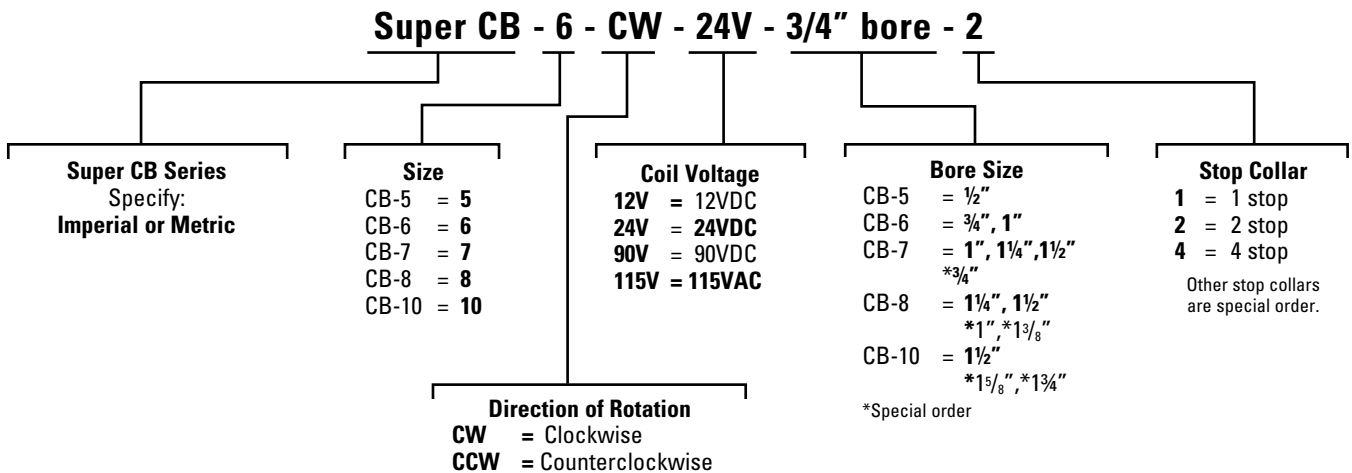 Super CB - 6 - CW - 24V - 3/4” bore - 2
Super CB Series
Specify:
Imperial or Metric
Size
CB-5 = 5
CB-6 = 6
CB-7 = 7
CB-8 = 8
CB-10 = 10
Direction of Rotation
CW = Clockwise
CCW = Counterclockwise
Coil Voltage
12V = 12VDC
24V = 24VDC
90V = 90VDC
115V = 115VAC
Bore Size
CB-5 = ½”
CB-6 = ¾”, 1”
CB-7 = 1”, 1¼”,1½”
*¾”
CB-8 = 1¼”, 1½”
*1”,*1³/₈”
CB-10 = 1½”
*1⁵/₈”,*1¾”
*Special order
Stop Collar
1 = 1 stop
2 = 2 stop
4 = 4 stop
Other stop collars
are special order.